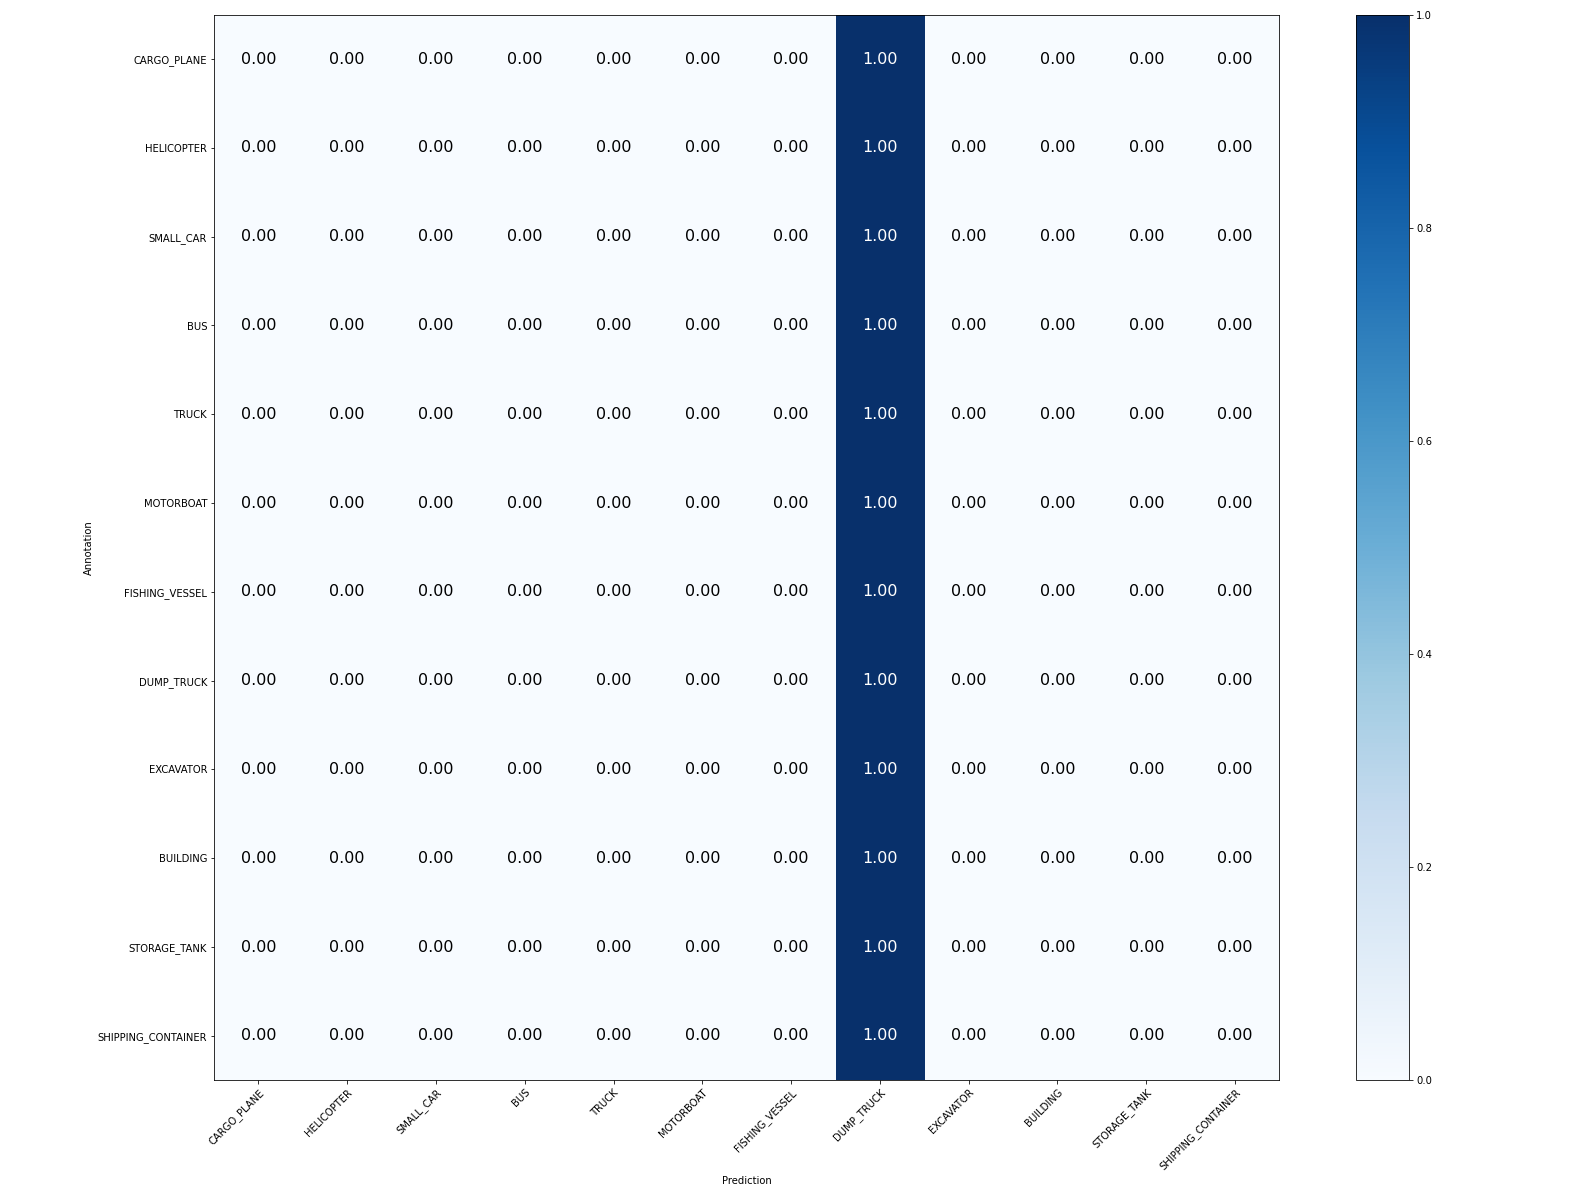 CARGO_PLANE 0.00 0.00 0.00 0.00 0.00 0.00 0.00 1.00 0.00 0.00 0.00 0.00
HELICOPTER 0.00 0.00 0.00 0.00 0.00 0.00 0.00 1.00 0.00 0.00 0.00 0.00
SMALL_CAR 0.00 0.00 0.00 0.00 0.00 0.00 0.00 1.00 0.00 0.00 0.00 0.00
BUS 0.00 0.00 0.00 0.00 0.00 0.00 0.00 1.00 0.00 0.00 0.00 0.00
TRUCK 0.00 0.00 0.00 0.00 0.00 0.00 0.00 1.00 0.00 0.00 0.00 0.00
MOTORBOAT 0.00 0.00 0.00 0.00 0.00 0.00 0.00 1.00 0.00 0.00 0.00 0.00
FISHING_VESSEL 0.00 0.00 0.00 0.00 0.00 0.00 0.00 1.00 0.00 0.00 0.00 0.00
DUMP_TRUCK 0.00 0.00 0.00 0.00 0.00 0.00 0.00 1.00 0.00 0.00 0.00 0.00
EXCAVATOR 0.00 0.00 0.00 0.00 0.00 0.00 0.00 1.00 0.00 0.00 0.00 0.00
BUILDING 0.00 0.00 0.00 0.00 0.00 0.00 0.00 1.00 0.00 0.00 0.00 0.00
STORAGE_TANK 0.00 0.00 0.00 0.00 0.00 0.00 0.00 1.00 0.00 0.00 0.00 0.00
SHIPPING_CONTAINER 0.00 0.00 0.00 0.00 0.00 0.00 0.00 1.00 0.00 0.00 0.00 0.00
Annotation
CARGO_PLANE
HELICOPTER
SMALL_CAR
BUS
TRUCK
MOTORBOAT
FISHING_VESSEL
DUMP_TRUCK
EXCAVATOR
BUILDING
STORAGE_TANK
SHIPPING_CONTAINER
Prediction
1.0
0.8
0.6
0.4
0.2
0.0